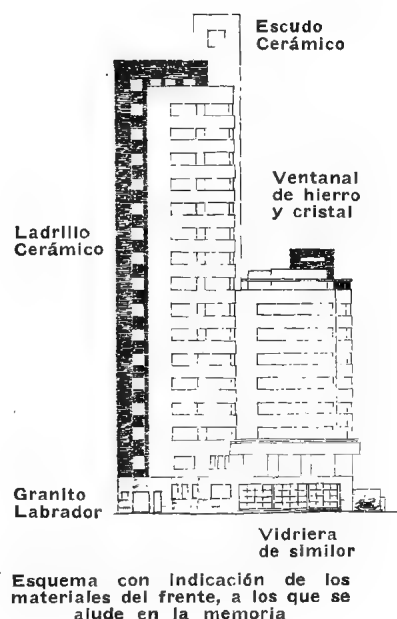 Escudo
Cerámico
Ventanal
de hierro
y cristal
Ladrillo
Cerámico
Granito
Labrador
Vidriera
de similor
Esquema con indicación de los
materiales del frente, a los que se
alude en la memoria